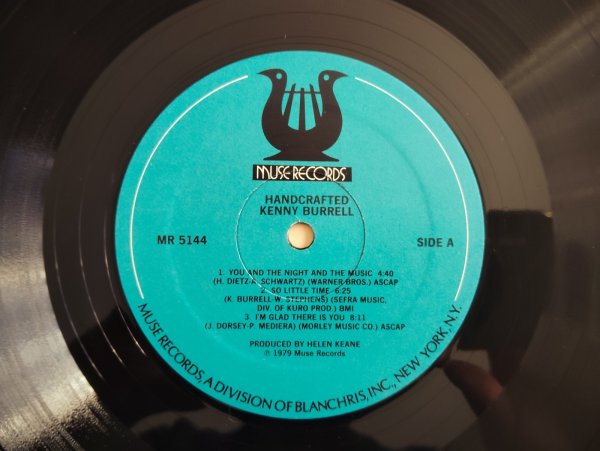 MUSE RECORDS
HANDCRAFTED
KENNY BURRELL
MR 5144
SIDE A
1. YOU AND THE NIGHT AND THE MUSIC 4:40
(H. DIETZ-A. SCHWARTZ) (WARNER BROS.) ASCAP
2. SO LITTLE TIME 6:25
(K. BURRELL-W. STEPHENS) (SEFRA MUSIC,
DIV. OF KURO PROD.) BMI
3. I'M GLAD THERE IS YOU 8:11
(J. DORSEY-P. MEDIERA) (MORLEY MUSIC CO.) ASCAP
PRODUCED BY HELEN KEANE
℗ 1979 Muse Records
MUSE RECORDS, A DIVISION OF BLANCHRIS, INC., NEW YORK, N.Y.